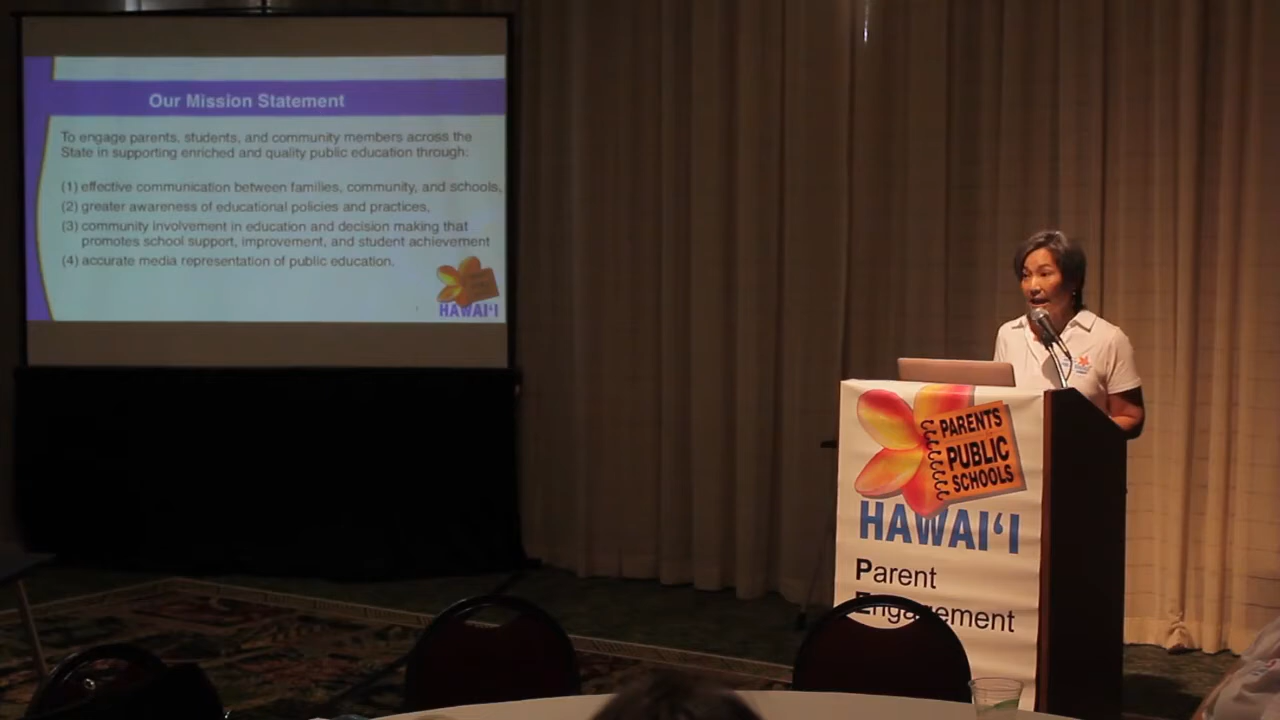 Our Mission Statement
To engage parents, students, and community members across the
State in supporting enriched and quality public education through:
(1) effective communication between families, community, and schools,
(2) greater awareness of educational policies and practices,
(3) community involvement in education and decision making that
promotes school support, improvement, and student achievement
(4) accurate media representation of public education.
HAWAIʻI
PARENTS
PUBLIC
SCHOOLS
HAWAIʻI
Parent
Engagement